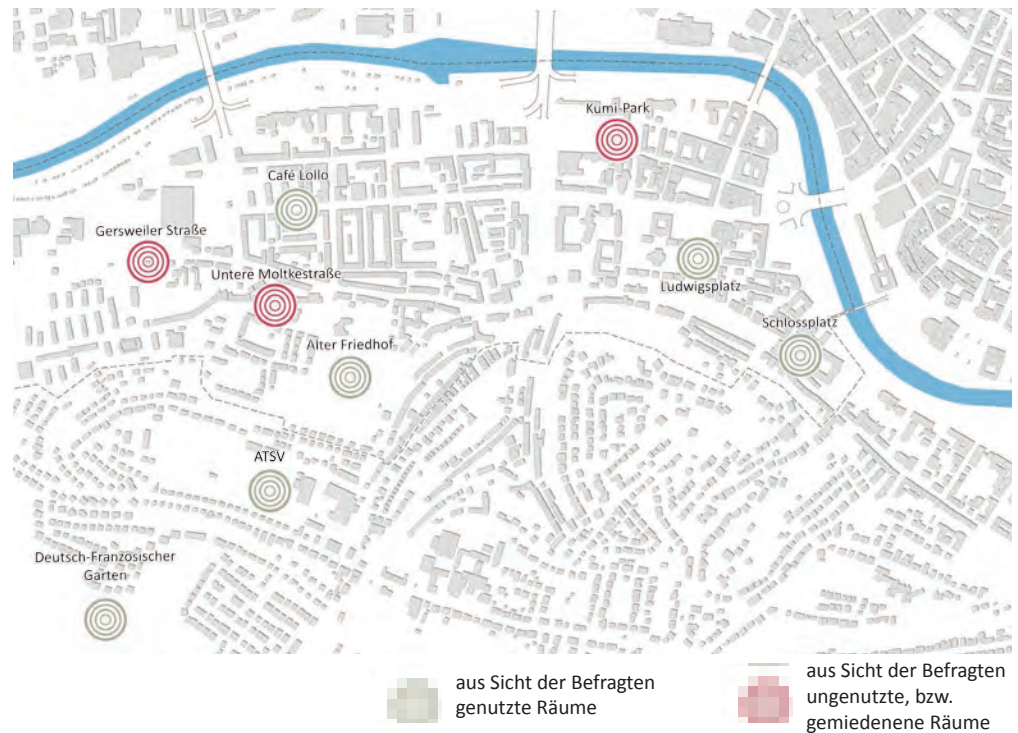 Kumi-Park
Café Lollo
Gersweiler Straße
Untere Moltkestraße
Ludwigsplatz
Schlossplatz
Alter Friedhof
ATSV
Deutsch-Französischer
Garten
aus Sicht der Befragten
genutzte Räume
aus Sicht der Befragten
ungenutzte, bzw.
gemiedenene Räume